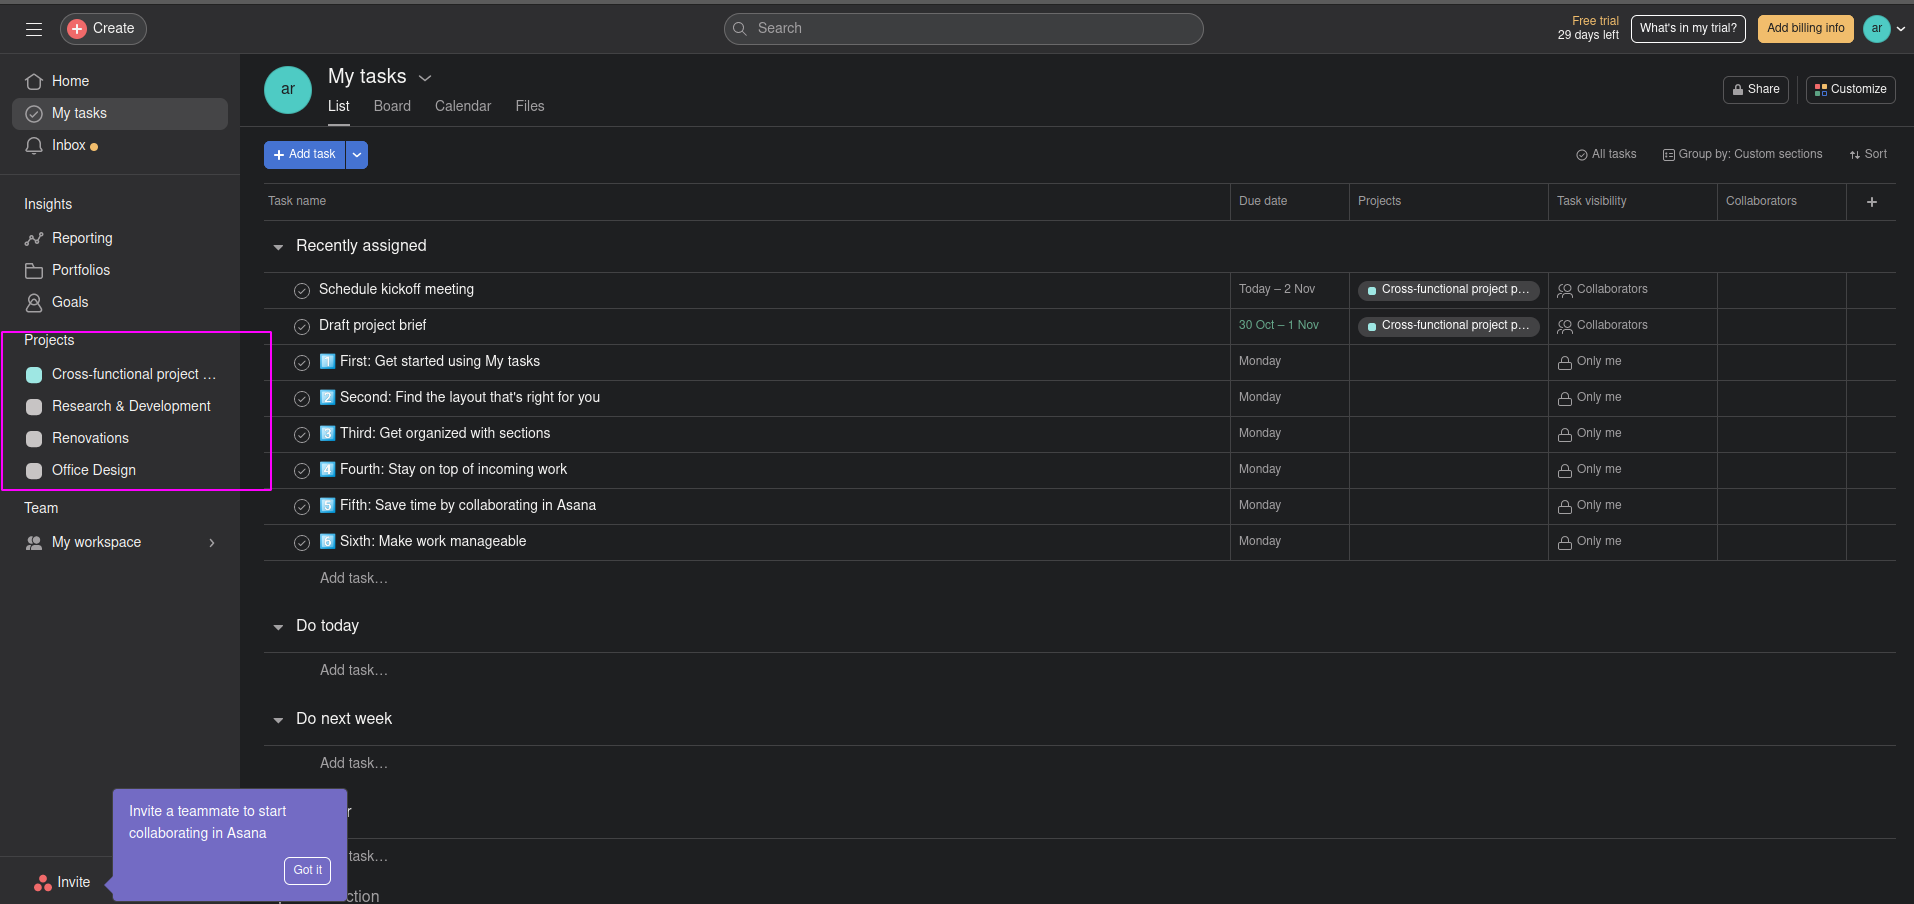 Create
Search
Free trial
29 days left
What's in my trial?
Add billing info
ar
Home
My tasks
Inbox
Insights
Reporting
Portfolios
Goals
Projects
Cross-functional project ...
Research & Development
Renovations
Office Design
Team
My workspace
Invite
ar
My tasks
List Board Calendar Files
Share
Customize
+ Add task
All tasks
Group by: Custom sections
Sort
Task name Due date Projects Task visibility Collaborators +
Recently assigned
Schedule kickoff meeting Today – 2 Nov Cross-functional project p... Collaborators
Draft project brief 30 Oct – 1 Nov Cross-functional project p... Collaborators
1 First: Get started using My tasks Monday Only me
2 Second: Find the layout that's right for you Monday Only me
3 Third: Get organized with sections Monday Only me
4 Fourth: Stay on top of incoming work Monday Only me
5 Fifth: Save time by collaborating in Asana Monday Only me
6 Sixth: Make work manageable Monday Only me
Add task...
Do today
Add task...
Do next week
Add task...
task...
Invite a teammate to start
collaborating in Asana
Got it